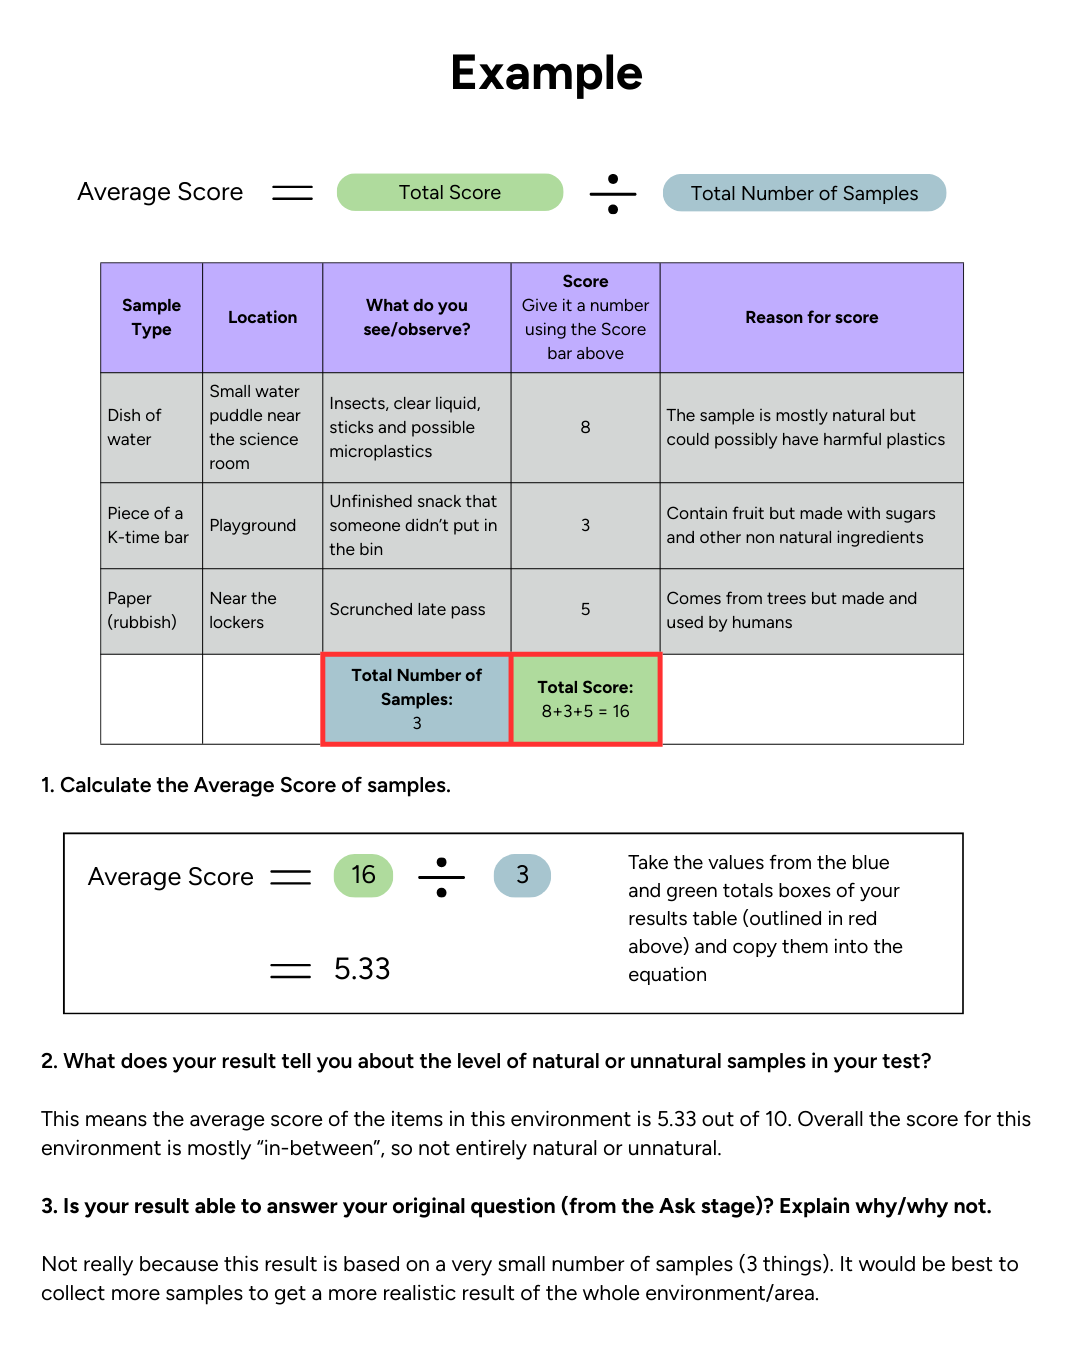 Example
Average Score = Total Score ÷ Total Number of Samples
Sample
Type
Location
What do you
see/observe?
Score
Give it a number
using the Score
bar above
Reason for score
Dish of
water
Small water
puddle near
the science
room
Insects, clear liquid,
sticks and possible
microplastics
8
The sample is mostly natural but
could possibly have harmful plastics
Piece of a
K-time bar
Playground
Unfinished snack that
someone didn’t put in
the bin
3
Contain fruit but made with sugars
and other non natural ingredients
Paper
(rubbish)
Near the
lockers
Scrunched late pass
5
Comes from trees but made and
used by humans
Total Number of
Samples:
3
Total Score:
8+3+5 = 16
1. Calculate the Average Score of samples.
Average Score = 16 ÷ 3
= 5.33
Take the values from the blue
and green totals boxes of your
results table (outlined in red
above) and copy them into the
equation
2. What does your result tell you about the level of natural or unnatural samples in your test?
This means the average score of the items in this environment is 5.33 out of 10. Overall the score for this
environment is mostly “in-between”, so not entirely natural or unnatural.
3. Is your result able to answer your original question (from the Ask stage)? Explain why/why not.
Not really because this result is based on a very small number of samples (3 things). It would be best to
collect more samples to get a more realistic result of the whole environment/area.